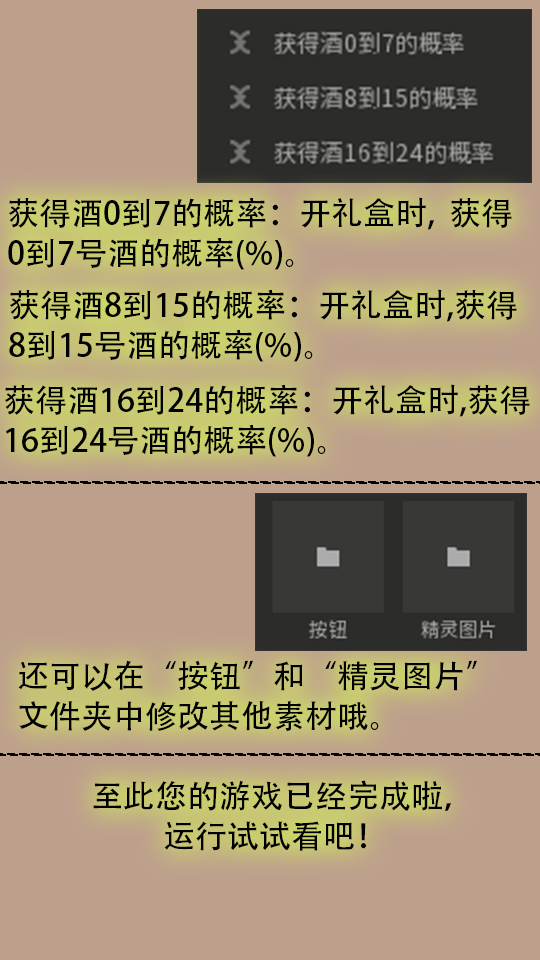 获得酒0到7的概率
获得酒8到15的概率
获得酒16到24的概率
获得酒0到7的概率：开礼盒时, 获得
0到7号酒的概率(%)。
获得酒8到15的概率：开礼盒时,获得
8到15号酒的概率(%)。
获得酒16到24的概率：开礼盒时,获得
16到24号酒的概率(%)。
按钮 精灵图片
还可以在“按钮”和“精灵图片”
文件夹中修改其他素材哦。
至此您的游戏已经完成啦,
运行试试看吧！